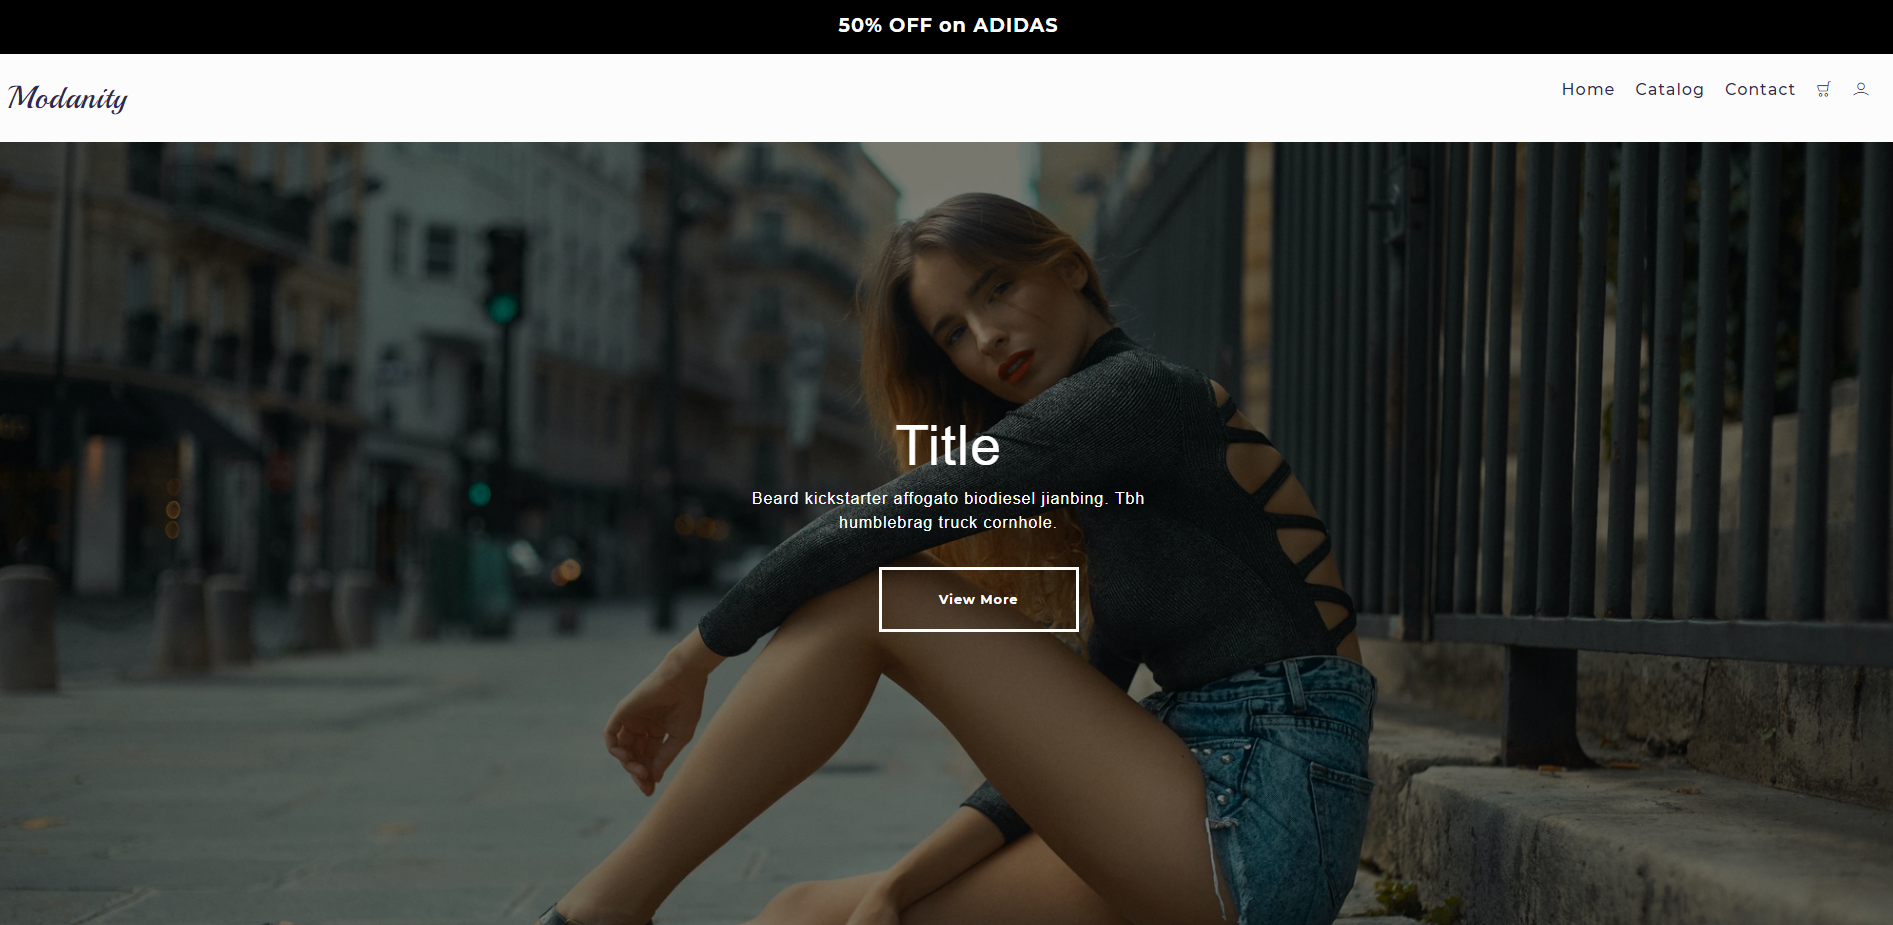 50% OFF on ADIDAS
Modanity
Home Catalog Contact
Title
Beard kickstarter affogato biodiesel jianbing. Tbh
humblebrag truck cornhole.
View More